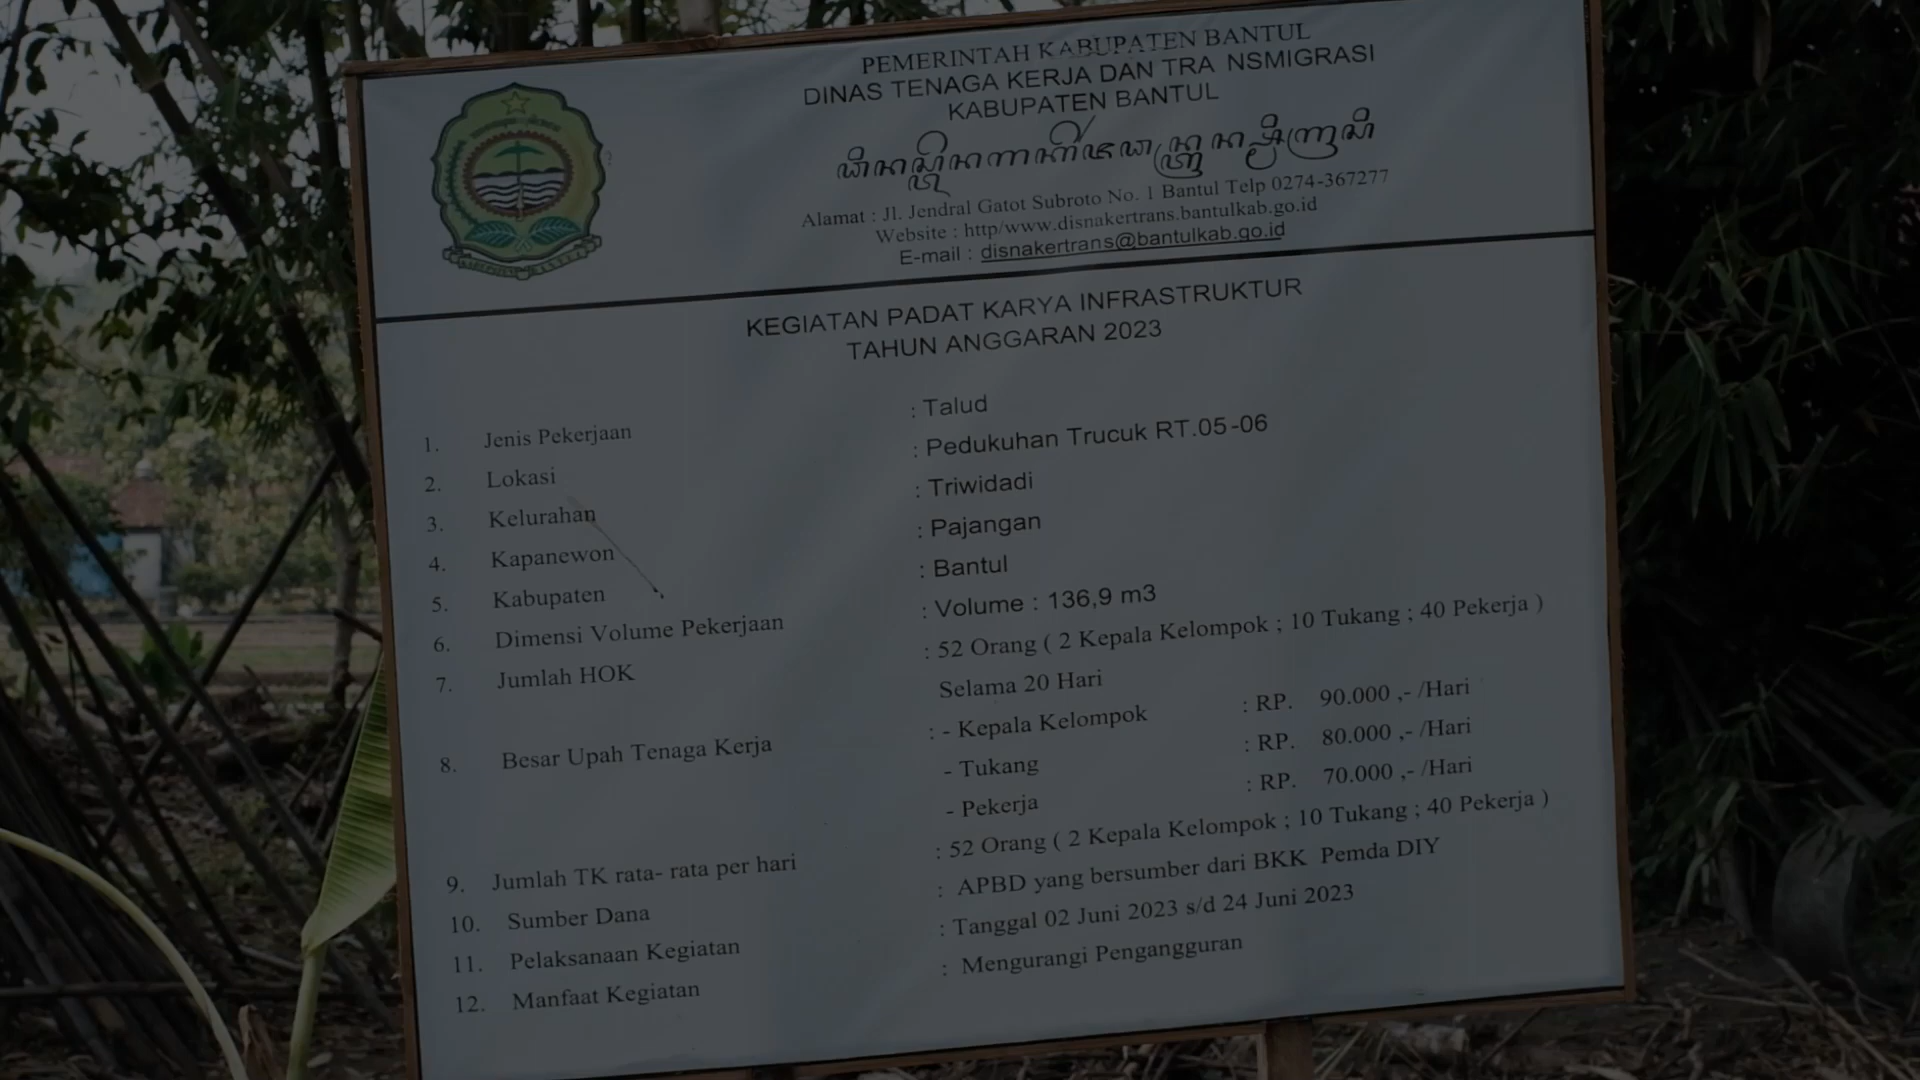 PEMERINTAH KABUPATEN BANTUL
DINAS TENAGA KERJA DAN TRA NSMIGRASI
KABUPATEN BANTUL
Alamat : Jl. Jendral Gatot Subroto No. 1 Bantul Telp 0274-367277
Website : http/www.disnakertrans.bantulkab.go.id
E-mail : disnakertrans@bantulkab.go.id
KEGIATAN PADAT KARYA INFRASTRUKTUR
TAHUN ANGGARAN 2023
1. Jenis Pekerjaan : Talud
2. Lokasi : Pedukuhan Trucuk RT.05-06
3. Kelurahan : Triwidadi
4. Kapanewon : Pajangan
5. Kabupaten : Bantul
6. Dimensi Volume Pekerjaan : Volume : 136,9 m3
7. Jumlah HOK : 52 Orang ( 2 Kepala Kelompok ; 10 Tukang ; 40 Pekerja )
Selama 20 Hari
8. Besar Upah Tenaga Kerja : - Kepala Kelompok : RP. 90.000 ,- /Hari
- Tukang : RP. 80.000 ,- /Hari
- Pekerja : RP. 70.000 ,- /Hari
9. Jumlah TK rata- rata per hari : 52 Orang ( 2 Kepala Kelompok ; 10 Tukang ; 40 Pekerja )
10. Sumber Dana : APBD yang bersumber dari BKK Pemda DIY
11. Pelaksanaan Kegiatan : Tanggal 02 Juni 2023 s/d 24 Juni 2023
12. Manfaat Kegiatan : Mengurangi Pengangguran